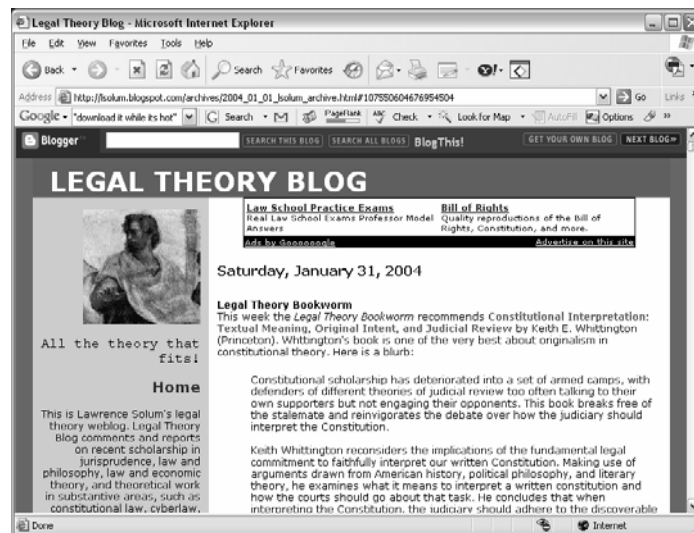 Legal Theory Blog - Microsoft Internet Explorer
File Edit View Favorites Tools Help
Back Search Favorites
Address http://lsolum.blogspot.com/archives/2004_01_01_lsolum_archive.html#107550604676954504 Go Links
Google "download it while its hot" Search PageRank Check Look for Map AutoFill Options
Blogger SEARCH THIS BLOG SEARCH ALL BLOGS BlogThis! GET YOUR OWN BLOG NEXT BLOG»
LEGAL THEORY BLOG
Law School Practice Exams
Real Law School Exams Professor Model
Answers
Bill of Rights
Quality reproductions of the Bill of
Rights, Constitution, and more.
Ads by Goooooogle Advertise on this site
All the theory that
fits!
Home
This is Lawrence Solum's legal
theory weblog. Legal Theory
Blog comments and reports
on recent scholarship in
jurisprudence, law and
philosophy, law and economic
theory, and theoretical work
in substantive areas, such as
constitutional law, cyberlaw,
Saturday, January 31, 2004
Legal Theory Bookworm
This week the Legal Theory Bookworm recommends Constitutional Interpretation:
Textual Meaning, Original Intent, and Judicial Review by Keith E. Whittington
(Princeton). Whttington's book is one of the very best about originalism in
constitutional theory. Here is a blurb:
Constitutional scholarship has deteriorated into a set of armed camps, with
defenders of different theories of judicial review too often talking to their
own supporters but not engaging their opponents. This book breaks free of
the stalemate and reinvigorates the debate over how the judiciary should
interpret the Constitution.
Keith Whittington reconsiders the implications of the fundamental legal
commitment to faithfully interpret our written Constitution. Making use of
arguments drawn from American history, political philosophy, and literary
theory, he examines what it means to interpret a written constitution and
how the courts should go about that task. He concludes that when
interpreting the Constitution, the judiciary should adhere to the discoverable
Done Internet